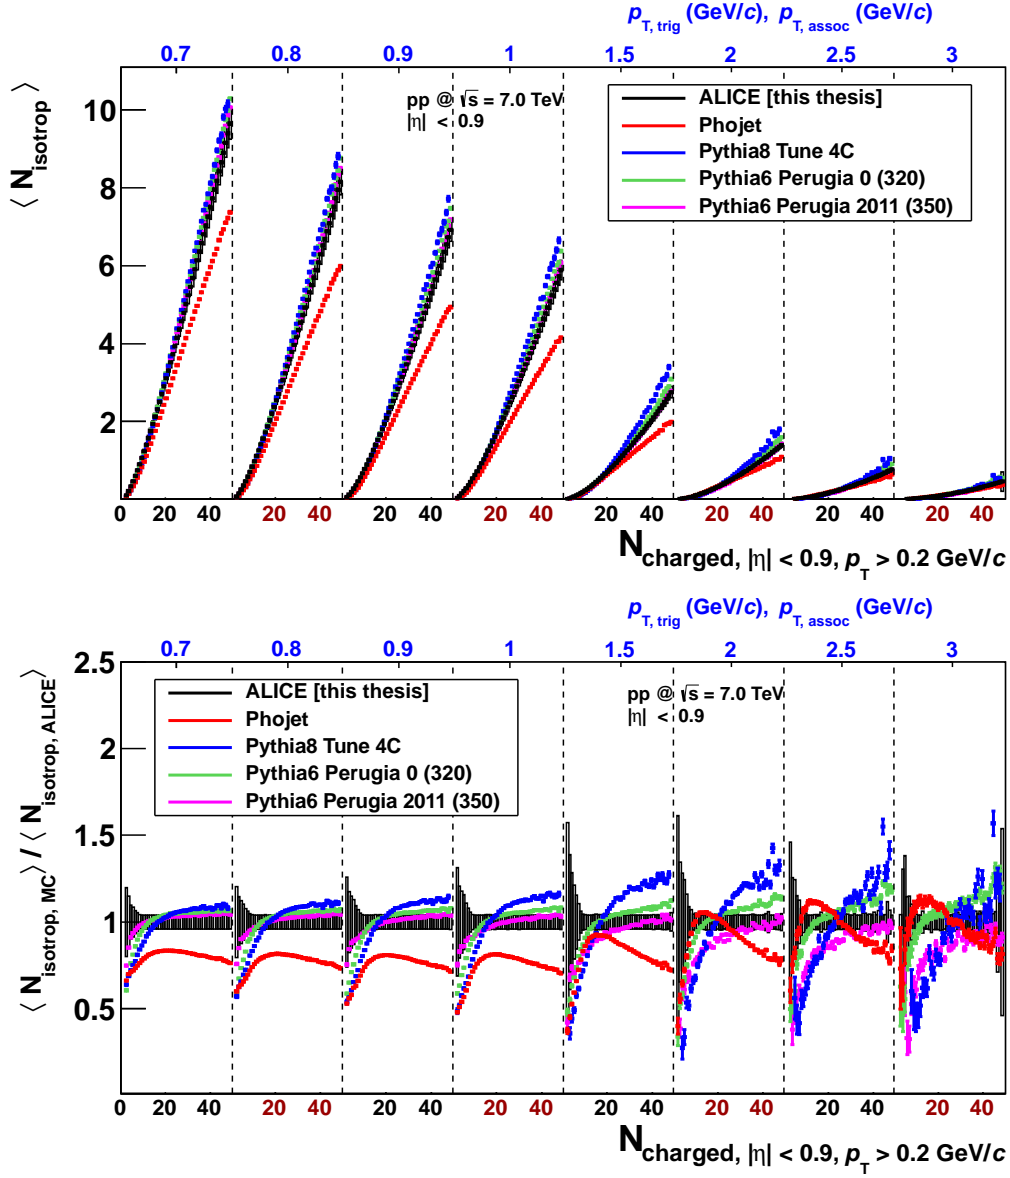 p_T, trig (GeV/c), p_T, assoc (GeV/c)
0.7 0.8 0.9 1 1.5 2 2.5 3
⟨ N_isotrop ⟩
10
8
6
4
2
pp @ √s = 7.0 TeV
|η| < 0.9
ALICE [this thesis]
Phojet
Pythia8 Tune 4C
Pythia6 Perugia 0 (320)
Pythia6 Perugia 2011 (350)
0 20 40 20 40 20 40 20 40 20 40 20 40 20 40 20 40
N_charged, |η| < 0.9, p_T > 0.2 GeV/c
p_T, trig (GeV/c), p_T, assoc (GeV/c)
0.7 0.8 0.9 1 1.5 2 2.5 3
⟨ N_isotrop, MC ⟩ / ⟨ N_isotrop, ALICE ⟩
2.5
2
1.5
1
0.5
ALICE [this thesis]
Phojet
Pythia8 Tune 4C
Pythia6 Perugia 0 (320)
Pythia6 Perugia 2011 (350)
pp @ √s = 7.0 TeV
|η| < 0.9
0 20 40 20 40 20 40 20 40 20 40 20 40 20 40 20 40
N_charged, |η| < 0.9, p_T > 0.2 GeV/c